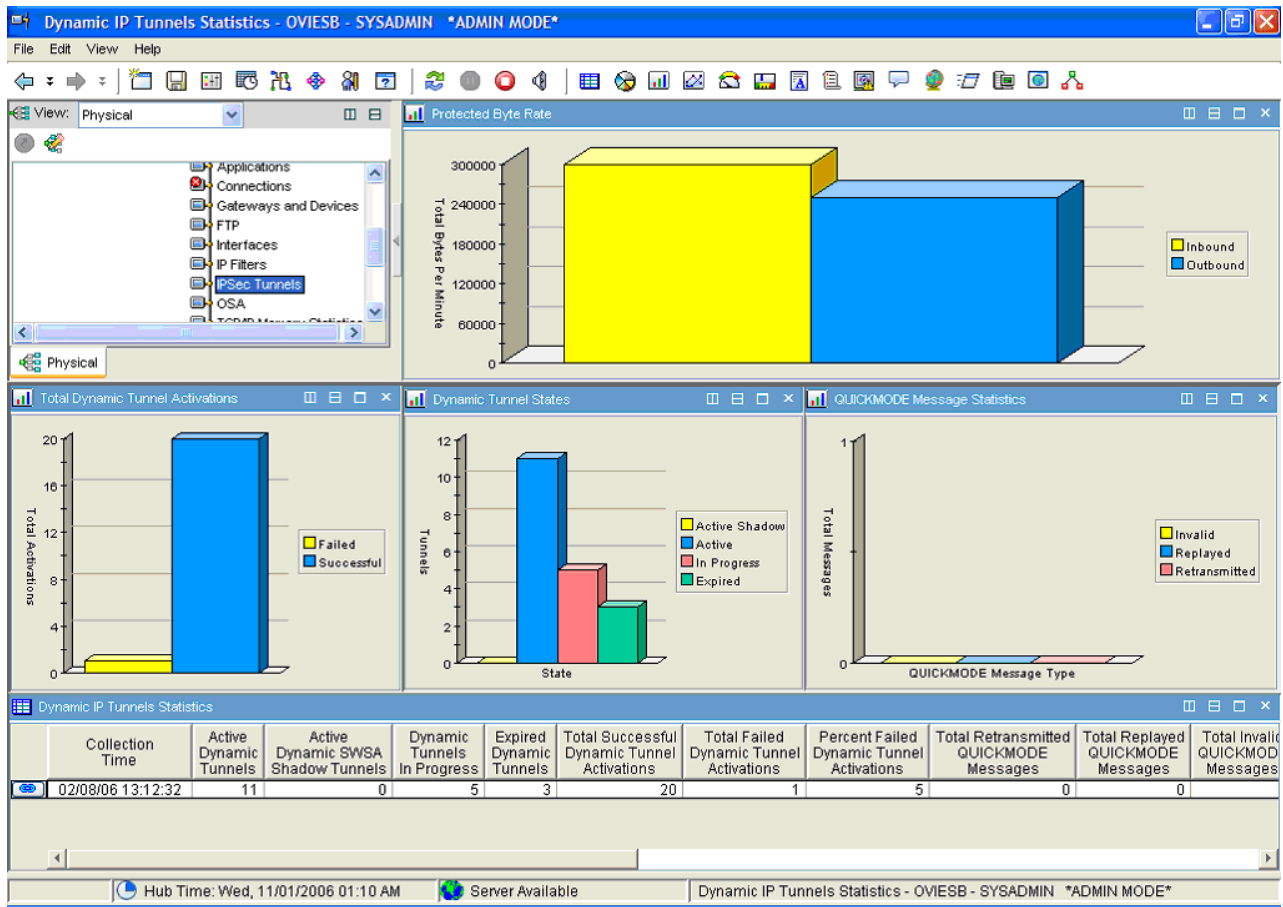 Dynamic IP Tunnels Statistics - OVIESB - SYSADMIN *ADMIN MODE*
File Edit View Help
View: Physical
Applications
Connections
Gateways and Devices
FTP
Interfaces
IP Filters
IPSec Tunnels
OSA
TCP/IP Memory Statistics
Physical
Protected Byte Rate
300000
240000
180000
120000
60000
0
Total Bytes Per Minute
Inbound
Outbound
Total Dynamic Tunnel Activations
20
16
12
8
4
0
Total Activations
Failed
Successful
Dynamic Tunnel States
12
10
8
6
4
2
0
Tunnels
State
Active Shadow
Active
In Progress
Expired
QUICKMODE Message Statistics
1
0
Total Messages
QUICKMODE Message Type
Invalid
Replayed
Retransmitted
Dynamic IP Tunnels Statistics
Collection
Time
Active
Dynamic
Tunnels
Active
Dynamic SWSA
Shadow Tunnels
Dynamic
Tunnels
In Progress
Expired
Dynamic
Tunnels
Total Successful
Dynamic Tunnel
Activations
Total Failed
Dynamic Tunnel
Activations
Percent Failed
Dynamic Tunnel
Activations
Total Retransmitted
QUICKMODE
Messages
Total Replayed
QUICKMODE
Messages
Total Invalic
QUICKMOD
Messages
02/08/06 13:12:32 11 0 5 3 20 1 5 0 0
Hub Time: Wed, 11/01/2006 01:10 AM
Server Available
Dynamic IP Tunnels Statistics - OVIESB - SYSADMIN *ADMIN MODE*